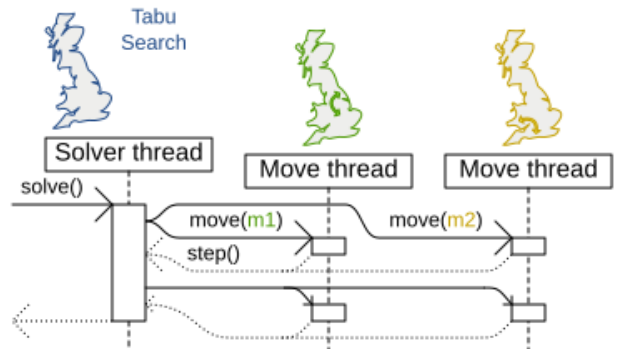 Tabu
Search
Solver thread
Move thread
Move thread
solve()
move(m1)
move(m2)
step()